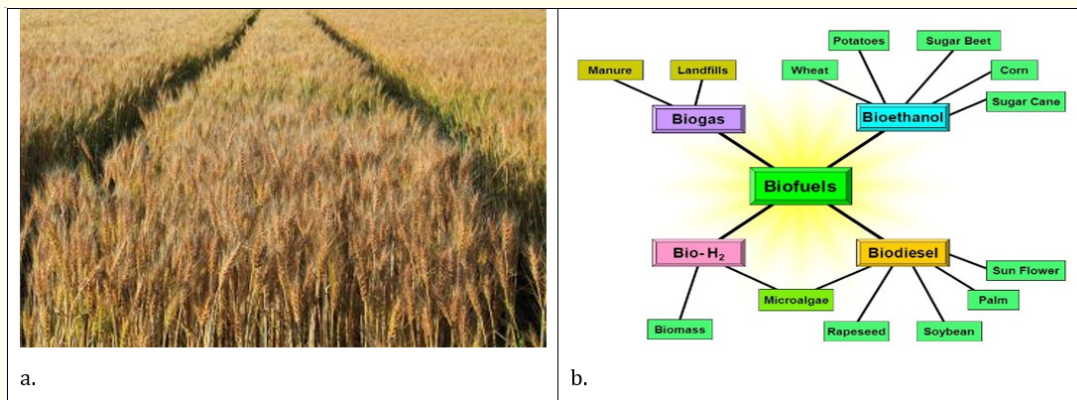 Potatoes
Sugar Beet
Manure
Landfills
Wheat
Corn
Sugar Cane
Biogas
Bioethanol
Biofuels
Bio-H₂
Biodiesel
Sun Flower
Microalgae
Palm
Biomass
Rapeseed
Soybean
a.
b.